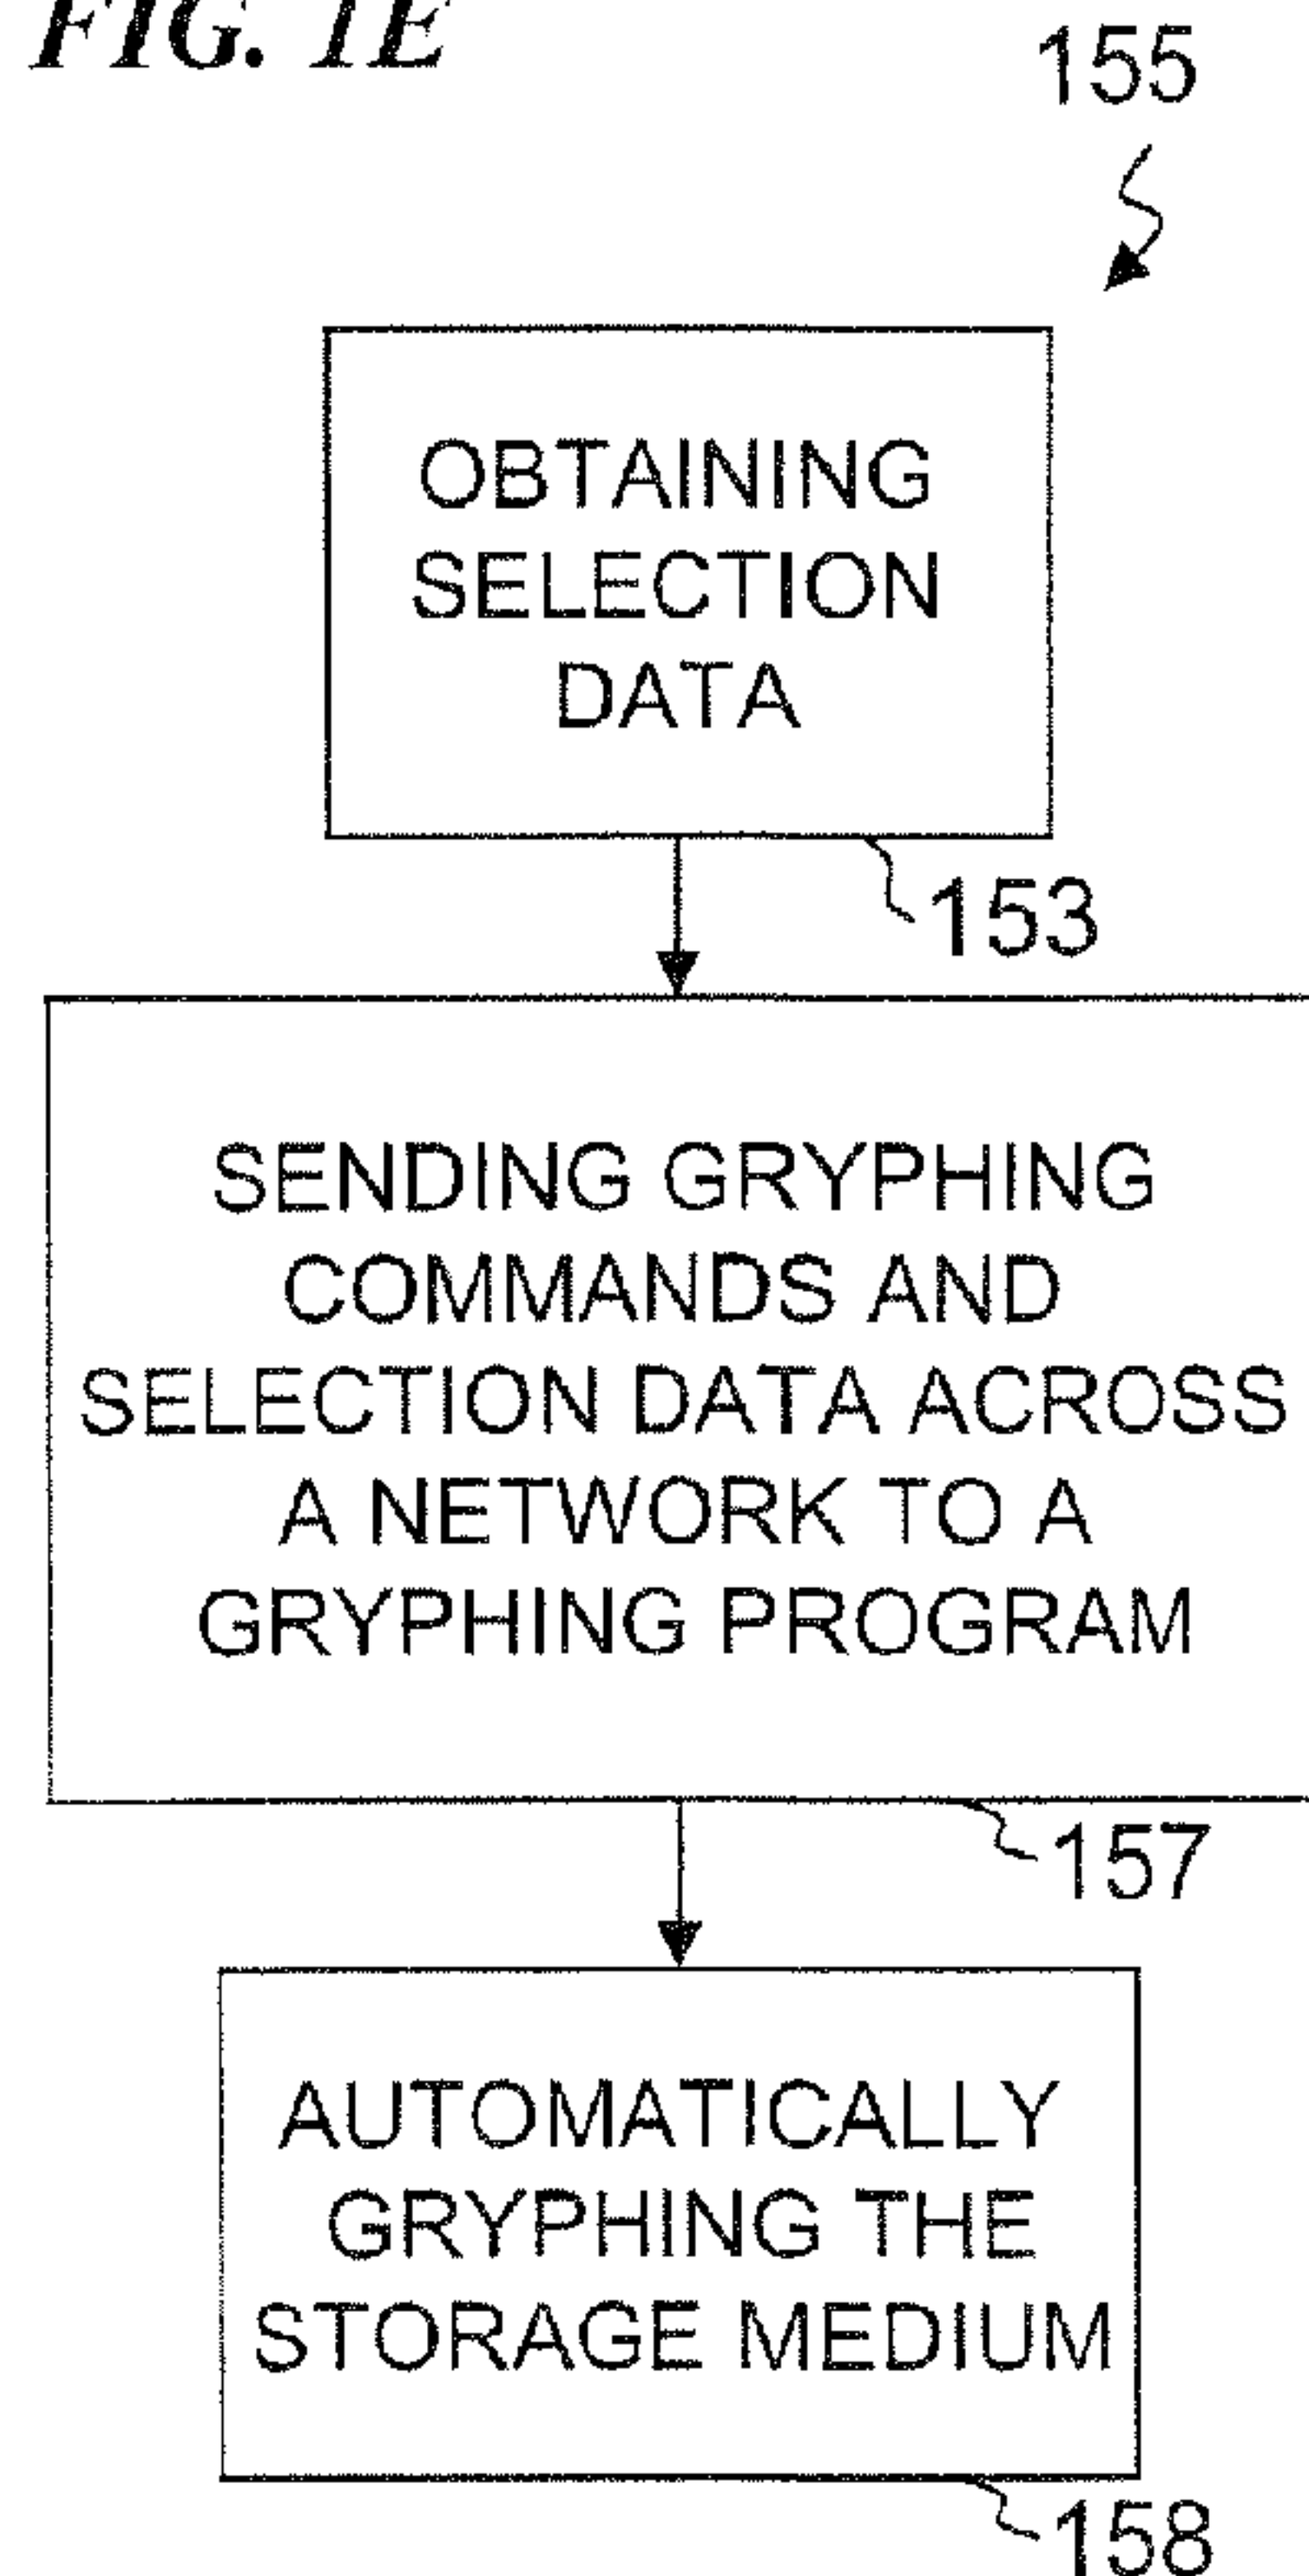 FIG. 1E
155
OBTAINING
SELECTION
DATA
153
SENDING GRYPHING
COMMANDS AND
SELECTION DATA ACROSS
A NETWORK TO A
GRYPHING PROGRAM
157
AUTOMATICALLY
GRYPHING THE
STORAGE MEDIUM
158